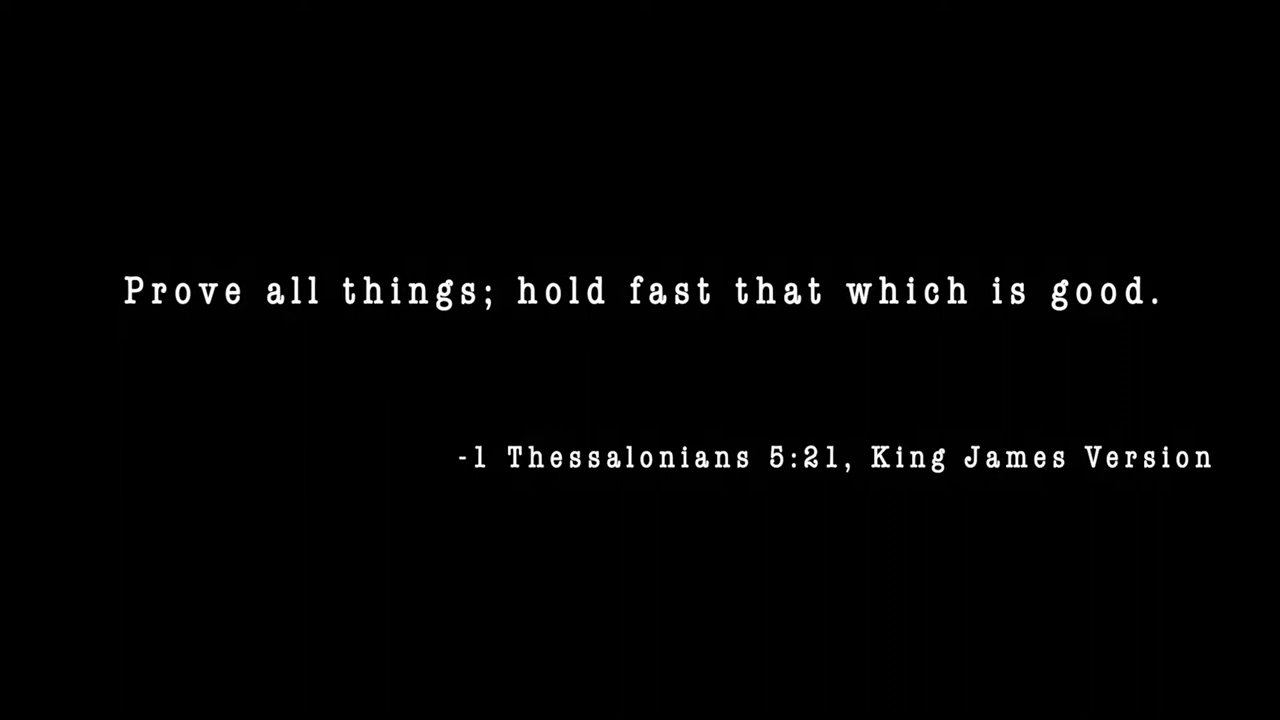 Prove all things; hold fast that which is good.
-1 Thessalonians 5:21, King James Version